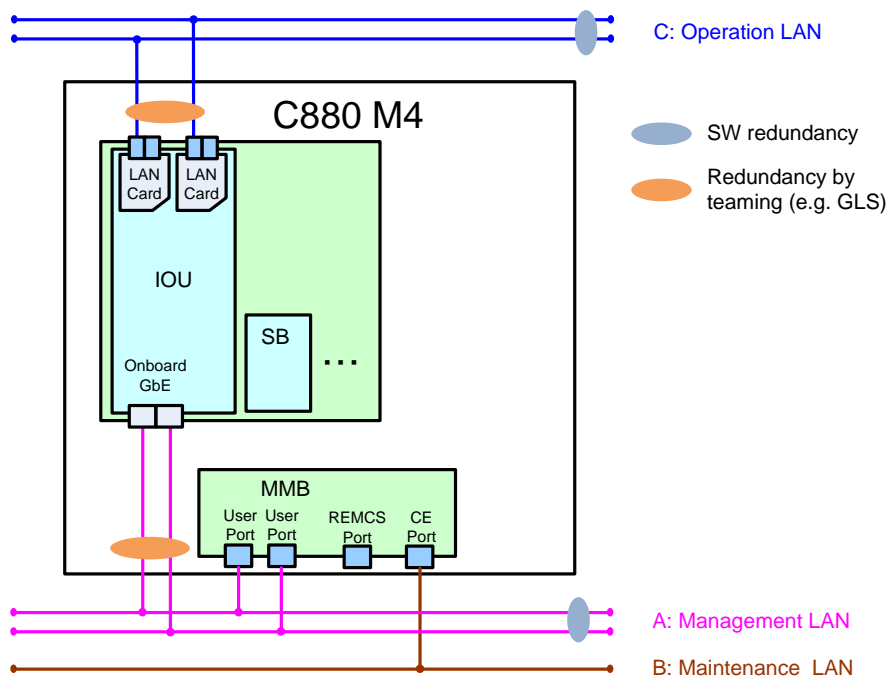 C: Operation LAN
C880 M4
SW redundancy
LAN
Card
LAN
Card
Redundancy by
teaming (e.g. GLS)
IOU
SB
...
Onboard
GbE
MMB
User
Port
User
Port
REMCS
Port
CE
Port
A: Management LAN
B: Maintenance LAN